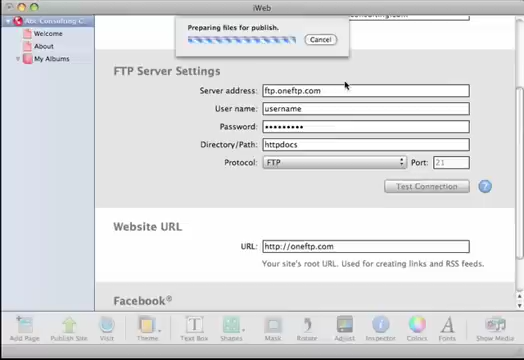 iWeb
Abc Consulting C
Welcome
About
My Albums
Preparing files for publish.
Cancel
FTP Server Settings
Server address: ftp.oneftp.com
User name: username
Password: •••••••••
Directory/Path: httpdocs
Protocol: FTP Port: 21
Test Connection ?
Website URL
URL: http://oneftp.com
Your site's root URL. Used for creating links and RSS feeds.
Facebook®
Add Page Publish Site Visit Theme Text Box Shapes Mask Rotate Adjust Inspector Colors Fonts Show Media